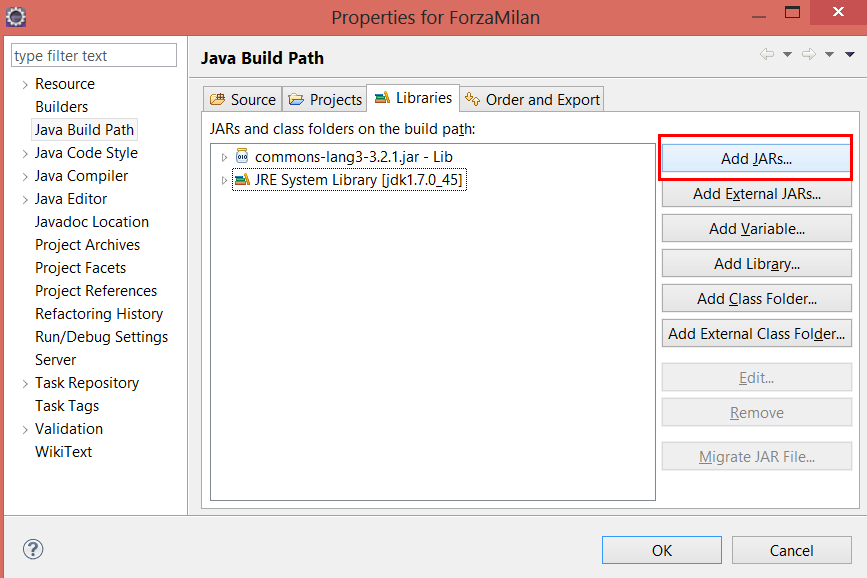 Properties for ForzaMilan
type filter text
Resource
Builders
Java Build Path
Java Code Style
Java Compiler
Java Editor
Javadoc Location
Project Archives
Project Facets
Project References
Refactoring History
Run/Debug Settings
Server
Task Repository
Task Tags
Validation
WikiText
Java Build Path
Source Projects Libraries Order and Export
JARs and class folders on the build path:
commons-lang3-3.2.1.jar - Lib
JRE System Library [jdk1.7.0_45]
Add JARs...
Add External JARs...
Add Variable...
Add Library...
Add Class Folder...
Add External Class Folder...
Edit...
Remove
Migrate JAR File...
OK Cancel